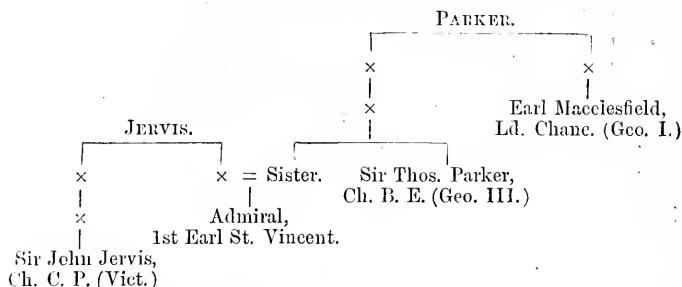 PARKER.
×
×
×
Earl Macclesfield,
Ld. Chanc. (Geo. I.)
JERVIS.
×
× = Sister.
Sir Thos. Parker,
Ch. B. E. (Geo. III.)
×
Admiral,
1st Earl St. Vincent.
Sir John Jervis,
Ch. C. P. (Vict.)